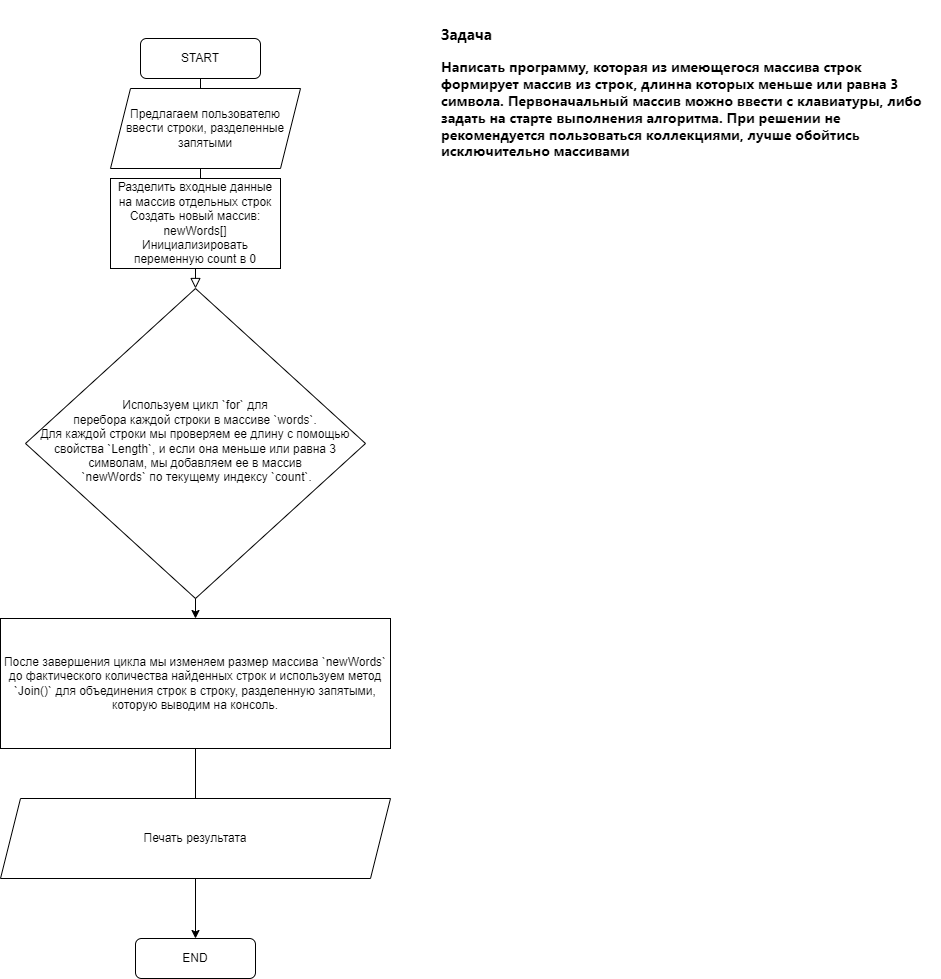 START
Предлагаем пользователю
ввести строки, разделенные
запятыми
Разделить входные данные
на массив отдельных строк
Создать новый массив:
newWords[]
Инициализировать
переменную count в 0
Используем цикл `for` для
перебора каждой строки в массиве `words`.
Для каждой строки мы проверяем ее длину с помощью
свойства `Length`, и если она меньше или равна 3
символам, мы добавляем ее в массив
`newWords` по текущему индексу `count`.
После завершения цикла мы изменяем размер массива `newWords`
до фактического количества найденных строк и используем метод
`Join()` для объединения строк в строку, разделенную запятыми,
которую выводим на консоль.
Печать результата
END
Задача
Написать программу, которая из имеющегося массива строк
формирует массив из строк, длинна которых меньше или равна 3
символа. Первоначальный массив можно ввести с клавиатуры, либо
задать на старте выполнения алгоритма. При решении не
рекомендуется пользоваться коллекциями, лучше обойтись
исключительно массивами